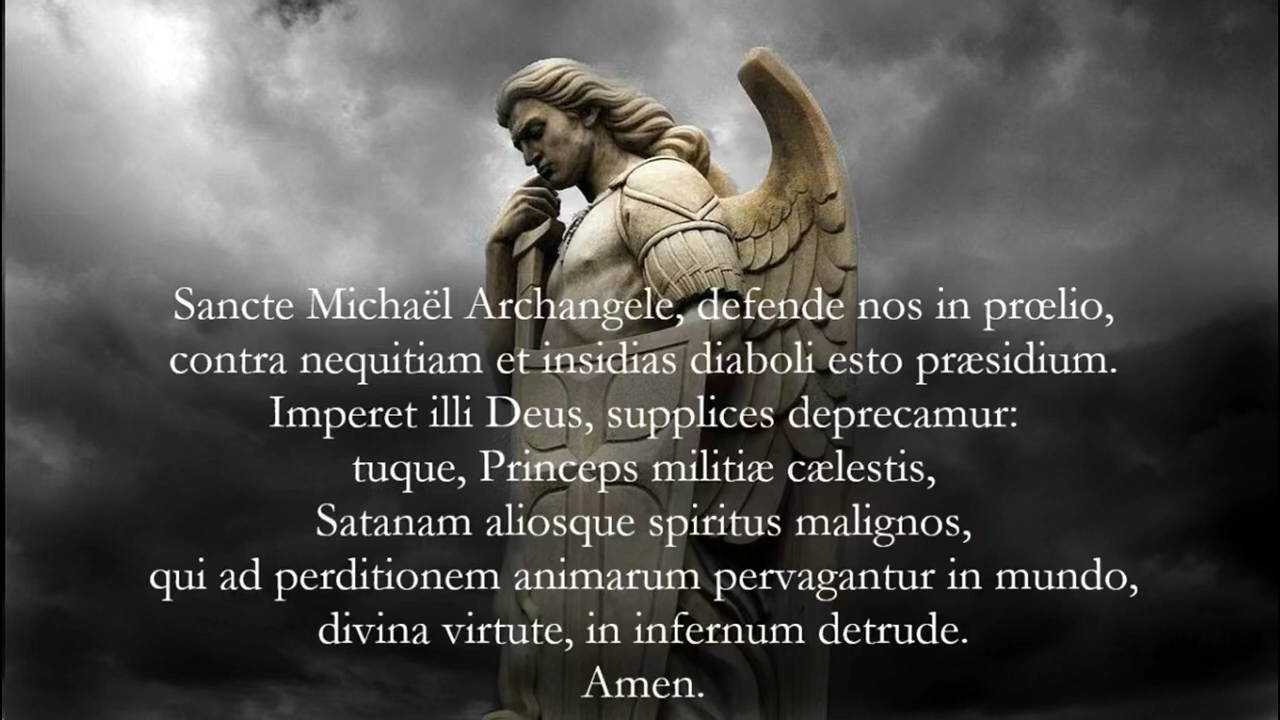 Sancte Michaël Archangele, defende nos in prœlio,
contra nequitiam et insidias diaboli esto præsidium.
Imperet illi Deus, supplices deprecamur:
tuque, Princeps militiæ cælestis,
Satanam aliosque spiritus malignos,
qui ad perditionem animarum pervagantur in mundo,
divina virtute, in infernum detrude.
Amen.